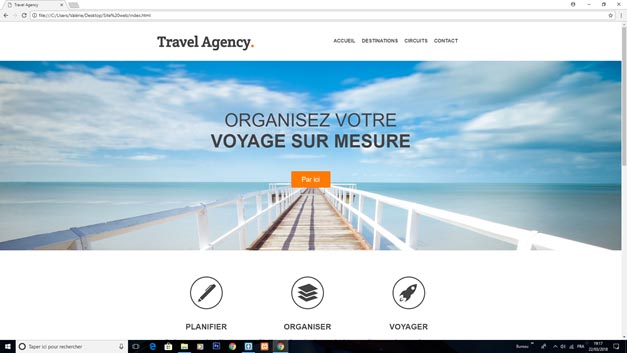 Travel Agency
file:///C:/Users/Valérie/Desktop/Site%20web/index.html
Travel Agency.
ACCUEIL DESTINATIONS CIRCUITS CONTACT
ORGANISEZ VOTRE
VOYAGE SUR MESURE
Par ici
PLANIFIER ORGANISER VOYAGER
Taper ici pour rechercher
Bureau
FRA
19:17
22/05/2018